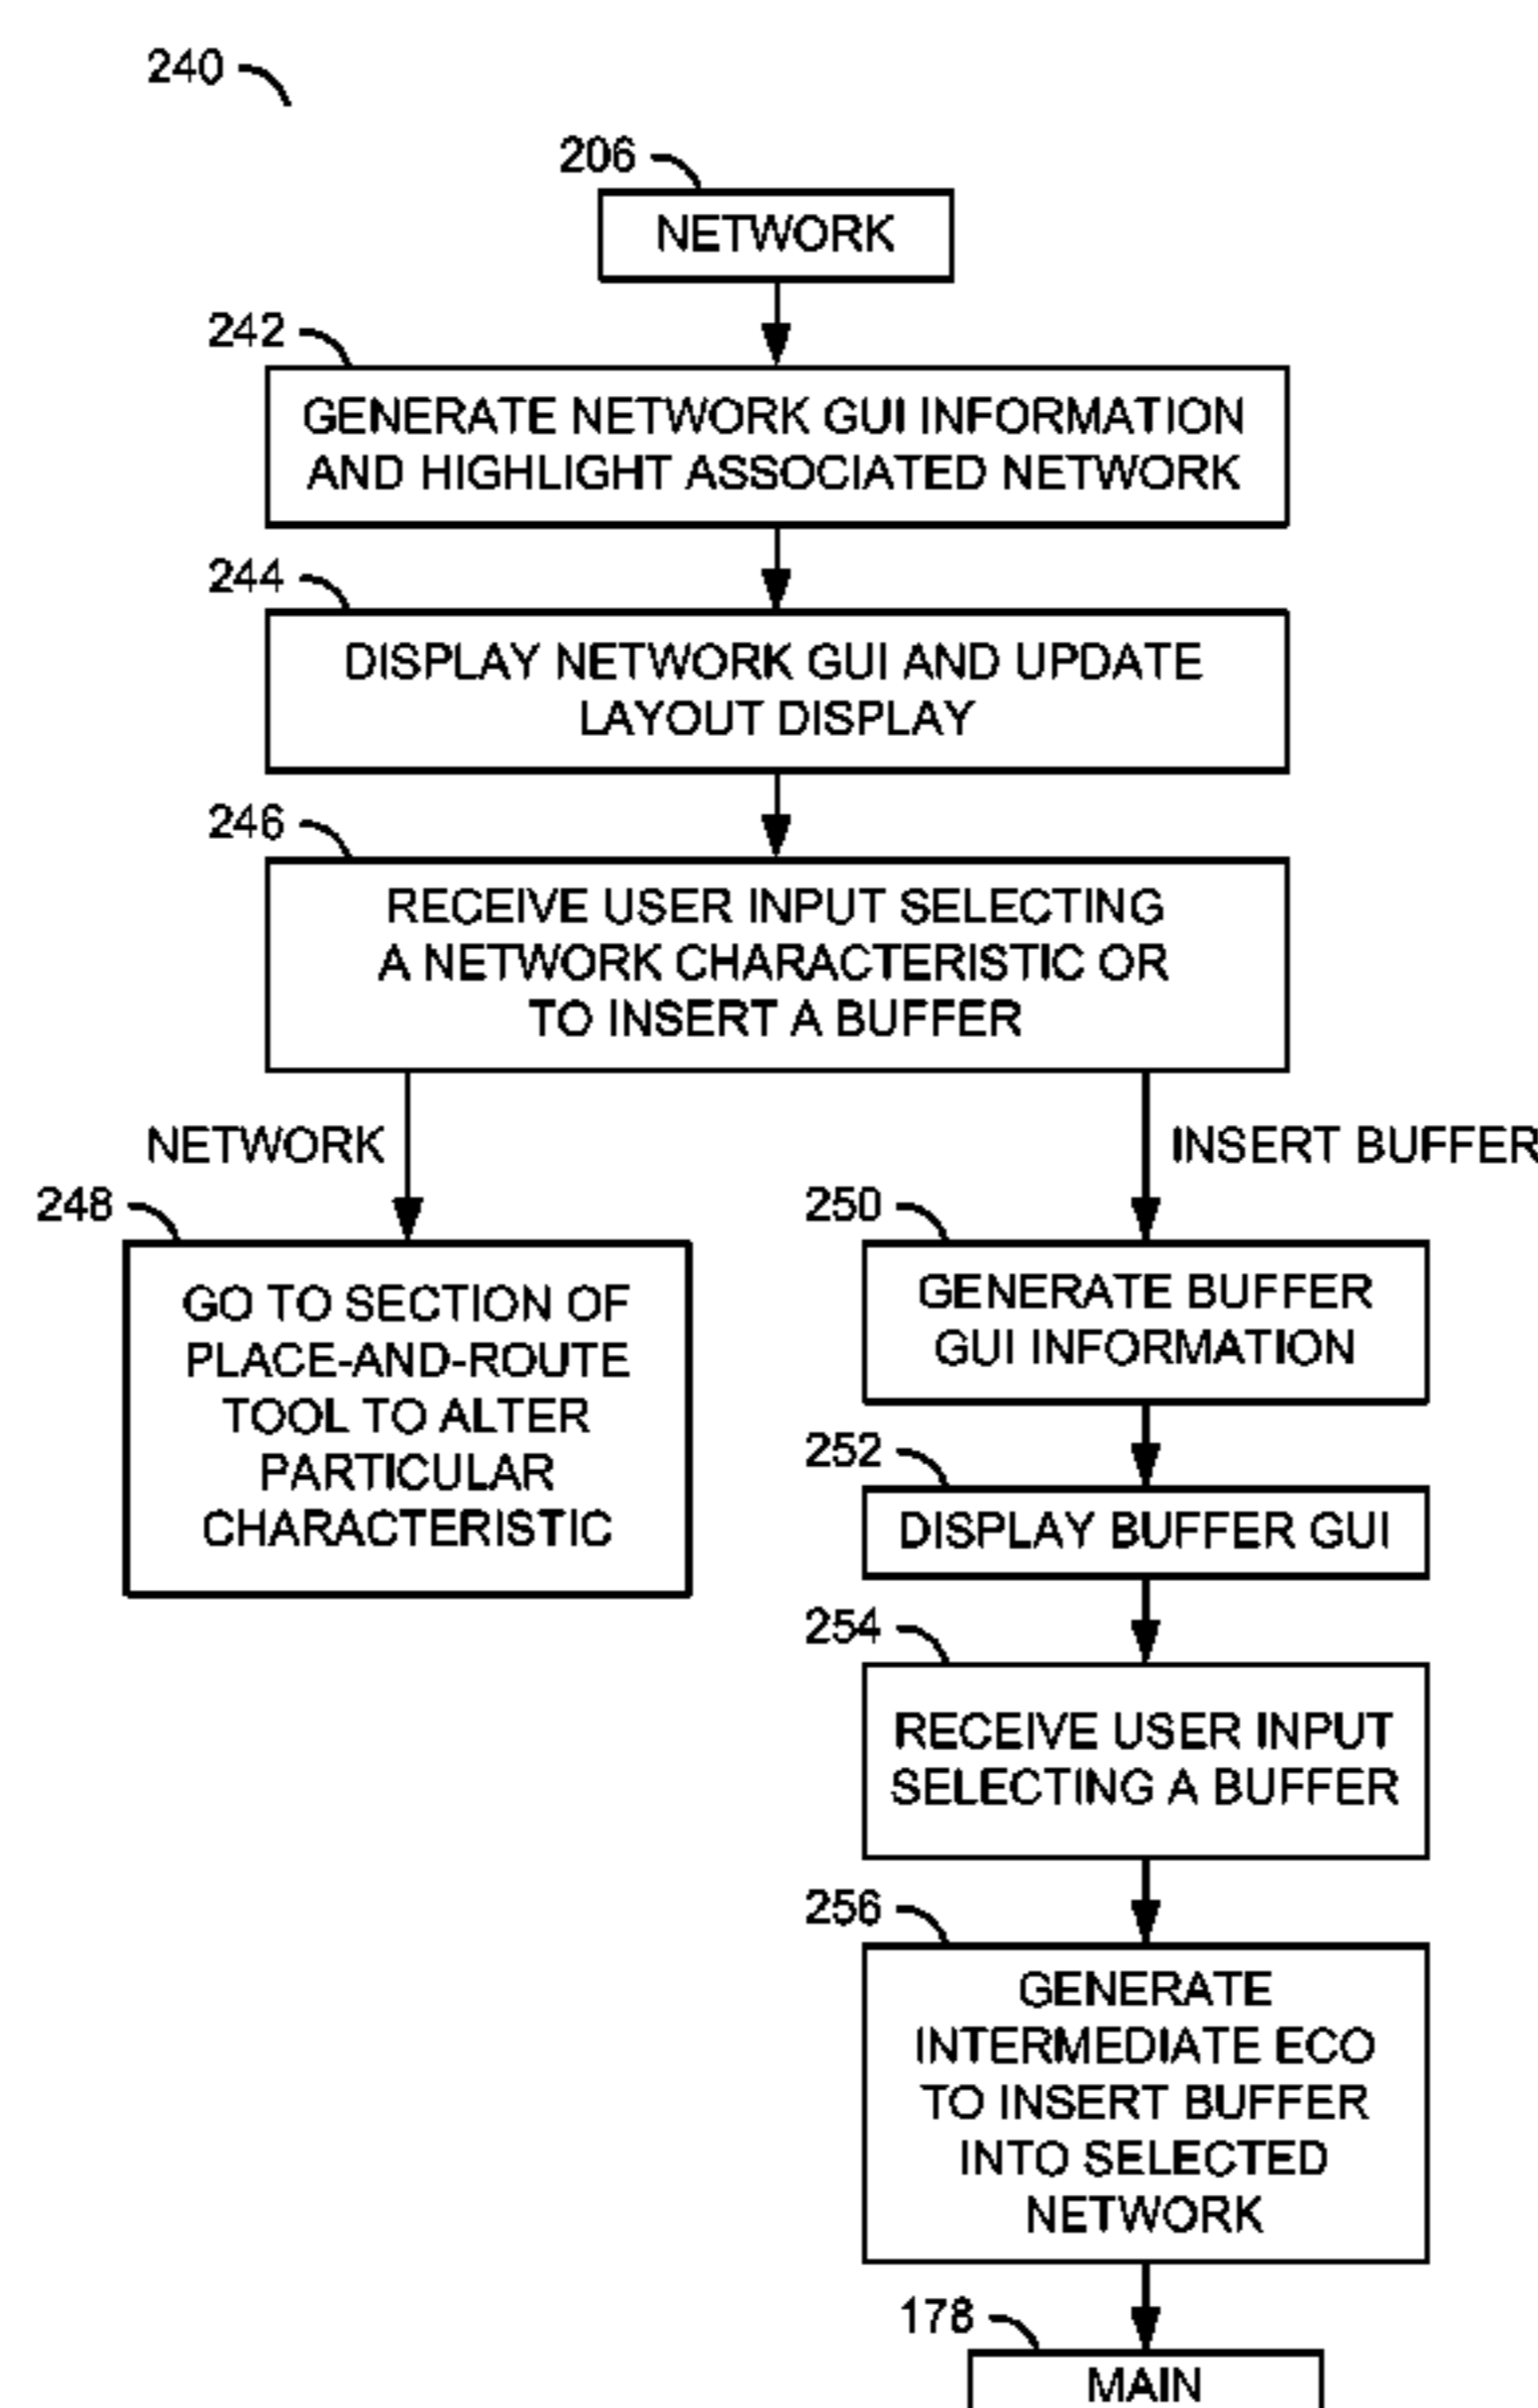 240
206
NETWORK
242
GENERATE NETWORK GUI INFORMATION
AND HIGHLIGHT ASSOCIATED NETWORK
244
DISPLAY NETWORK GUI AND UPDATE
LAYOUT DISPLAY
246
RECEIVE USER INPUT SELECTING
A NETWORK CHARACTERISTIC OR
TO INSERT A BUFFER
NETWORK
INSERT BUFFER
248
GO TO SECTION OF
PLACE-AND-ROUTE
TOOL TO ALTER
PARTICULAR
CHARACTERISTIC
250
GENERATE BUFFER
GUI INFORMATION
252
DISPLAY BUFFER GUI
254
RECEIVE USER INPUT
SELECTING A BUFFER
256
GENERATE
INTERMEDIATE ECO
TO INSERT BUFFER
INTO SELECTED
NETWORK
178
MAIN